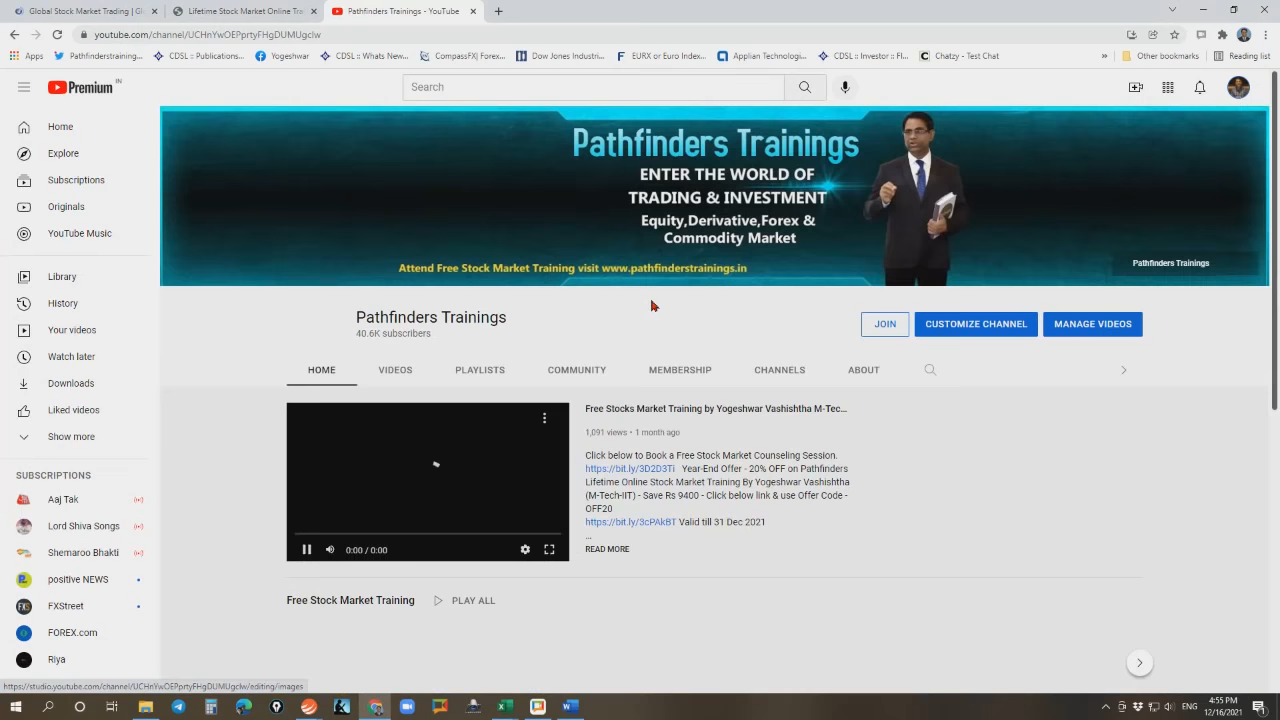 Global Stock Market Trading | Gl
Lifetime Stock Market Online Tra
Pathfinders Trainings - YouTube
youtube.com/channel/UCHnYwOEPprtyFHgDUMUgclw
Apps
Pathfinderstraining...
CDSL :: Investor :: L...
Yogeshwar
CDSL :: Whats New...
CompassFX| Forex...
Dow Jones Industri...
EURX or Euro Index...
Applian Technolog...
CDSL :: Investor :: Fl...
Chatzy - Test Chat
»
Other bookmarks
Reading list
Premium IN
Search
Home
Explore
Subscriptions
Originals
YouTube Music
Library
History
Your videos
Watch later
Downloads
Liked videos
Show more
SUBSCRIPTIONS
Aaj Tak
Lord Shiva Songs
Shemaroo Bhakti
positive NEWS
FXStreet
FOREX.com
Riya
Pathfinders Trainings
ENTER THE WORLD OF
TRADING & INVESTMENT
Equity,Derivative,Forex &
Commodity Market
Attend Free Stock Market Training visit www.pathfinderstrainings.in
Pathfinders Trainings
Pathfinders Trainings
40.6K subscribers
JOIN
CUSTOMIZE CHANNEL
MANAGE VIDEOS
HOME
VIDEOS
PLAYLISTS
COMMUNITY
MEMBERSHIP
CHANNELS
ABOUT
0:00 / 0:00
Free Stocks Market Training by Yogeshwar Vashishtha M-Tec...
1,091 views • 1 month ago
Click below to Book a Free Stock Market Counseling Session.
https://bit.ly/3D2D3Ti Year-End Offer - 20% OFF on Pathfinders
Lifetime Online Stock Market Training By Yogeshwar Vashishtha
(M-Tech-IIT) - Save Rs 9400 - Click below link & use Offer Code -
OFF20
https://bit.ly/3cPAkBT Valid till 31 Dec 2021
...
READ MORE
Free Stock Market Training
PLAY ALL
https://studio.youtube.com/channel/UCHnYwOEPprtyFHgDUMUgclw/editing/images
ENG
4:55 PM
12/16/2021